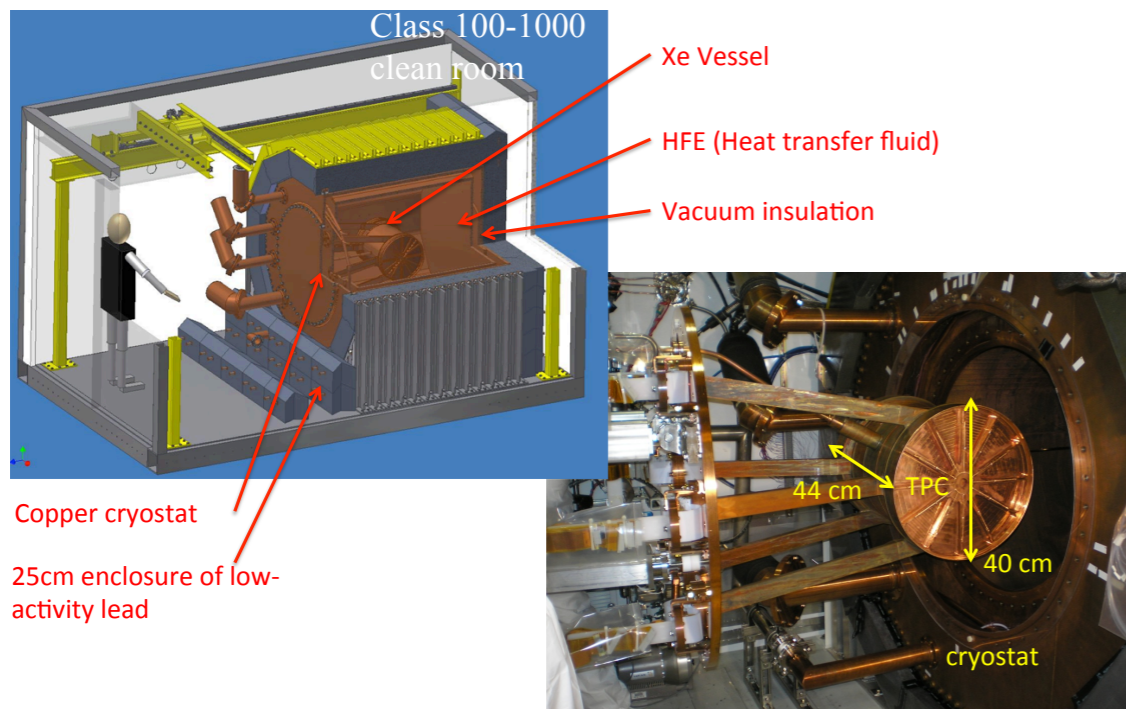 Class 100-1000
clean room
Xe Vessel
HFE (Heat transfer fluid)
Vacuum insulation
Copper cryostat
25cm enclosure of low-
activity lead
44 cm
TPC
40 cm
cryostat